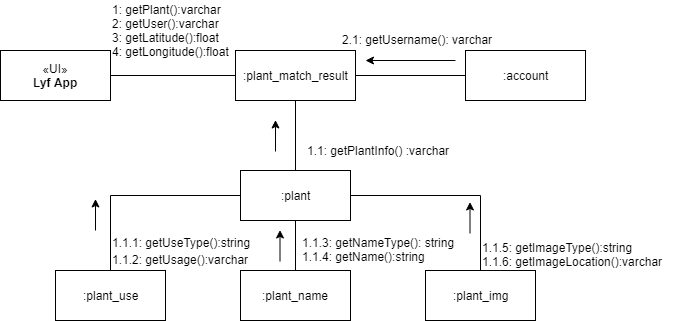 1: getPlant():varchar
2: getUser():varchar
3: getLatitude():float
4: getLongitude():float
2.1: getUsername(): varchar
«UI»
Lyf App
:plant_match_result
:account
1.1: getPlantInfo() :varchar
:plant
1.1.1: getUseType():string
1.1.2: getUsage():varchar
1.1.3: getNameType(): string
1.1.4: getName():string
1.1.5: getImageType():string
1.1.6: getImageLocation():varchar
:plant_use
:plant_name
:plant_img